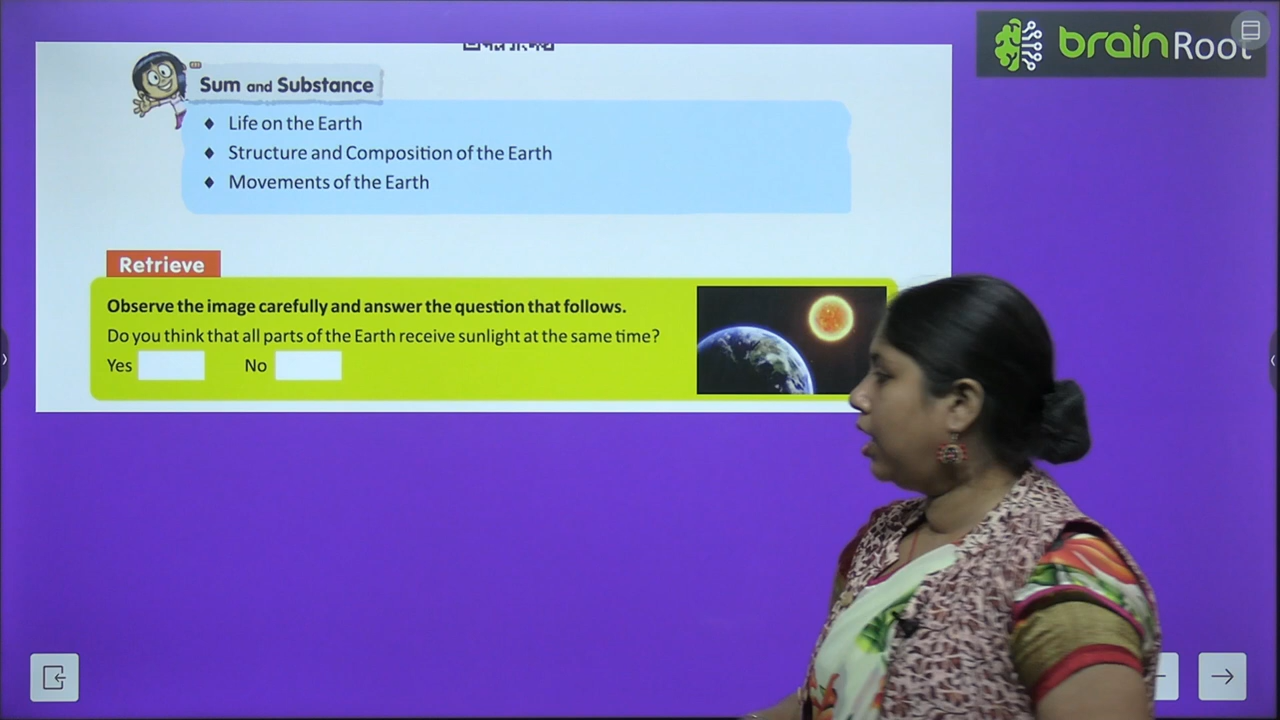 brainRoot
Sum and Substance
♦ Life on the Earth
♦ Structure and Composition of the Earth
♦ Movements of the Earth
Retrieve
Observe the image carefully and answer the question that follows.
Do you think that all parts of the Earth receive sunlight at the same time?
Yes No